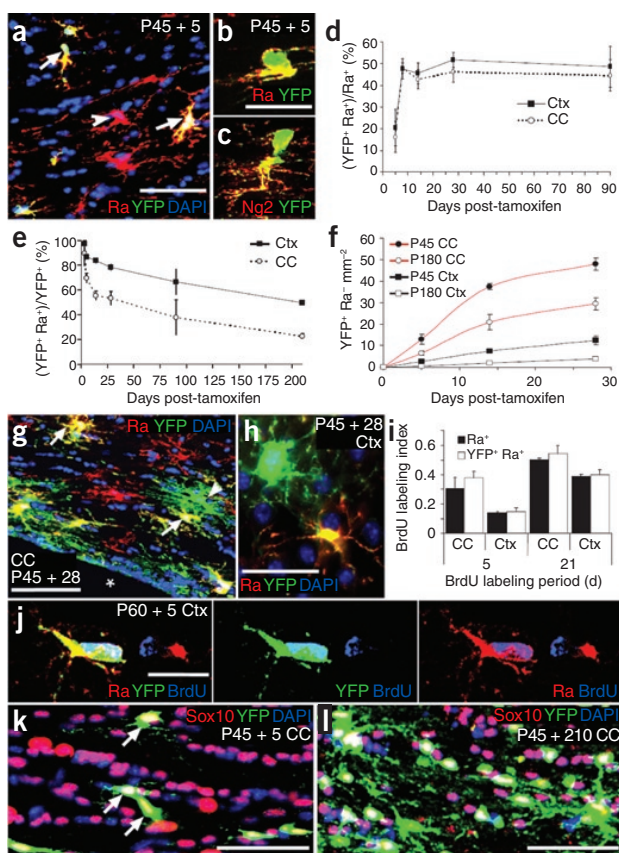 a
P45 + 5
Ra YFP DAPI
b
P45 + 5
Ra YFP
c
Ng2 YFP
d
(YFP⁺ Ra⁺)/Ra⁺ (%)
60
50
40
30
20
10
0
Ctx
CC
0 10 20 30 40 50 60 70 80 90
Days post-tamoxifen
e
(YFP⁺ Ra⁺)/YFP⁺ (%)
100
80
60
40
20
0
Ctx
CC
0 25 50 75 100 125 150 175 200
Days post-tamoxifen
f
YFP⁺ Ra⁻ mm⁻²
60
50
40
30
20
10
0
P45 CC
P180 CC
P45 Ctx
P180 Ctx
0 10 20 30
Days post-tamoxifen
g
Ra YFP DAPI
CC
P45 + 28
*
h
P45 + 28
Ctx
Ra YFP DAPI
i
Ra⁺
YFP⁺ Ra⁺
BrdU labeling index
0.6
0.4
0.2
0
CC Ctx CC Ctx
5 21
BrdU labeling period (d)
j
P60 + 5 Ctx
Ra YFP BrdU
YFP BrdU
Ra BrdU
k
Sox10 YFP DAPI
P45 + 5 CC
l
Sox10 YFP DAPI
P45 + 210 CC